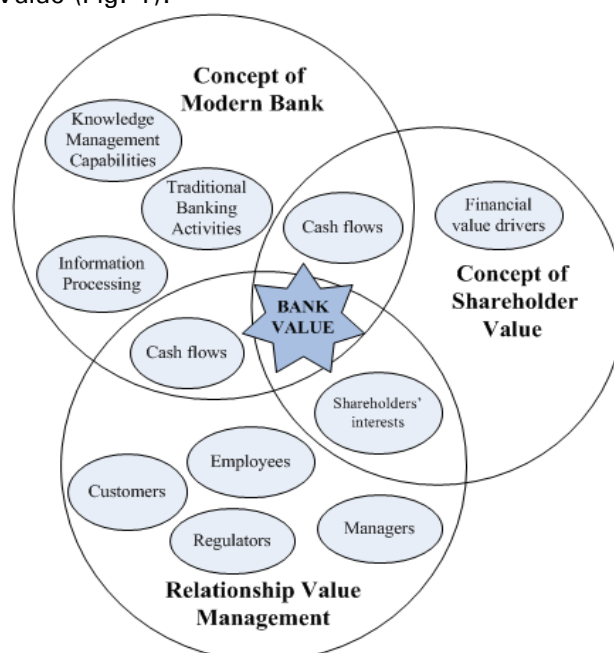 Value (Fig. 1).
Concept of
Modern Bank
Knowledge
Management
Capabilities
Traditional
Banking
Activities
Information
Processing
Cash flows
Financial
value drivers
Concept of
Shareholder
Value
BANK
VALUE
Cash flows
Shareholders'
interests
Employees
Customers
Regulators
Managers
Relationship Value
Management